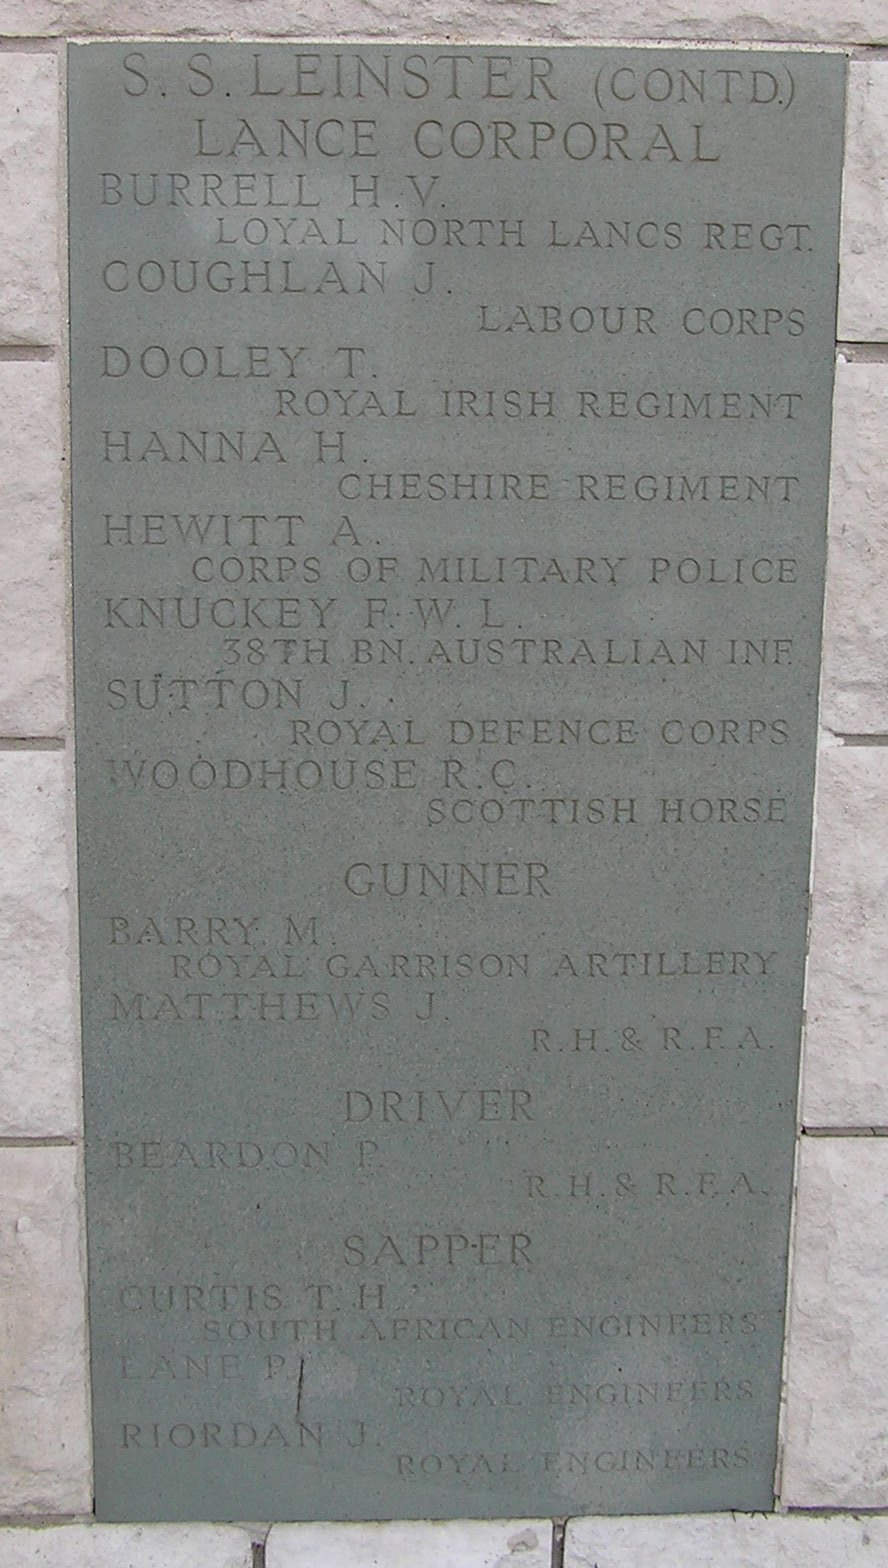 S.S. LEINSTER (CONTD.)
LANCE CORPORAL
BURRELL H.V.
LOYAL NORTH LANCS REGT.
COUGHLAN J.
LABOUR CORPS
DOOLEY T.
ROYAL IRISH REGIMENT
HANNA H.
CHESHIRE REGIMENT
HEWITT A.
CORPS OF MILITARY POLICE
KNUCKEY F.W.L.
38TH BN. AUSTRALIAN INF.
SUTTON J.
ROYAL DEFENCE CORPS
WOODHOUSE R.C.
SCOTTISH HORSE
GUNNER
BARRY M.
ROYAL GARRISON ARTILLERY
MATTHEWS J.
R.H. & R.F.A.
DRIVER
BEARDON P.
R.H. & R.F.A.
SAPPER
CURTIS T.H.
SOUTH AFRICAN ENGINEERS
LANE P.
ROYAL ENGINEERS
RIORDAN J.
ROYAL ENGINEERS